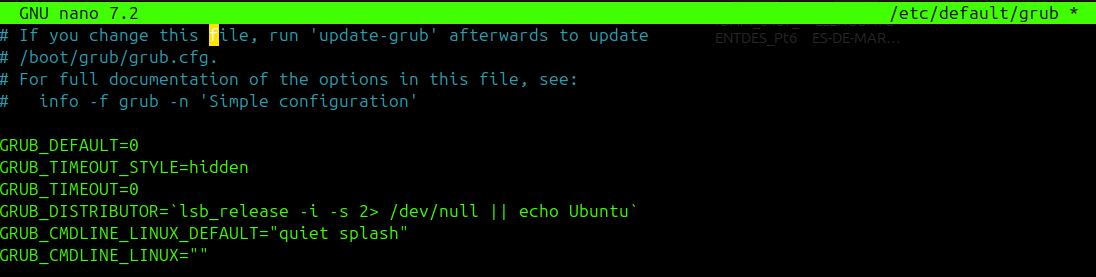 GNU nano 7.2 /etc/default/grub *
# If you change this file, run 'update-grub' afterwards to update
# /boot/grub/grub.cfg.
# For full documentation of the options in this file, see:
#   info -f grub -n 'Simple configuration'
ENTDES_Pt6 ES-DE-MAR...
GRUB_DEFAULT=0
GRUB_TIMEOUT_STYLE=hidden
GRUB_TIMEOUT=0
GRUB_DISTRIBUTOR=`lsb_release -i -s 2> /dev/null || echo Ubuntu`
GRUB_CMDLINE_LINUX_DEFAULT="quiet splash"
GRUB_CMDLINE_LINUX=""